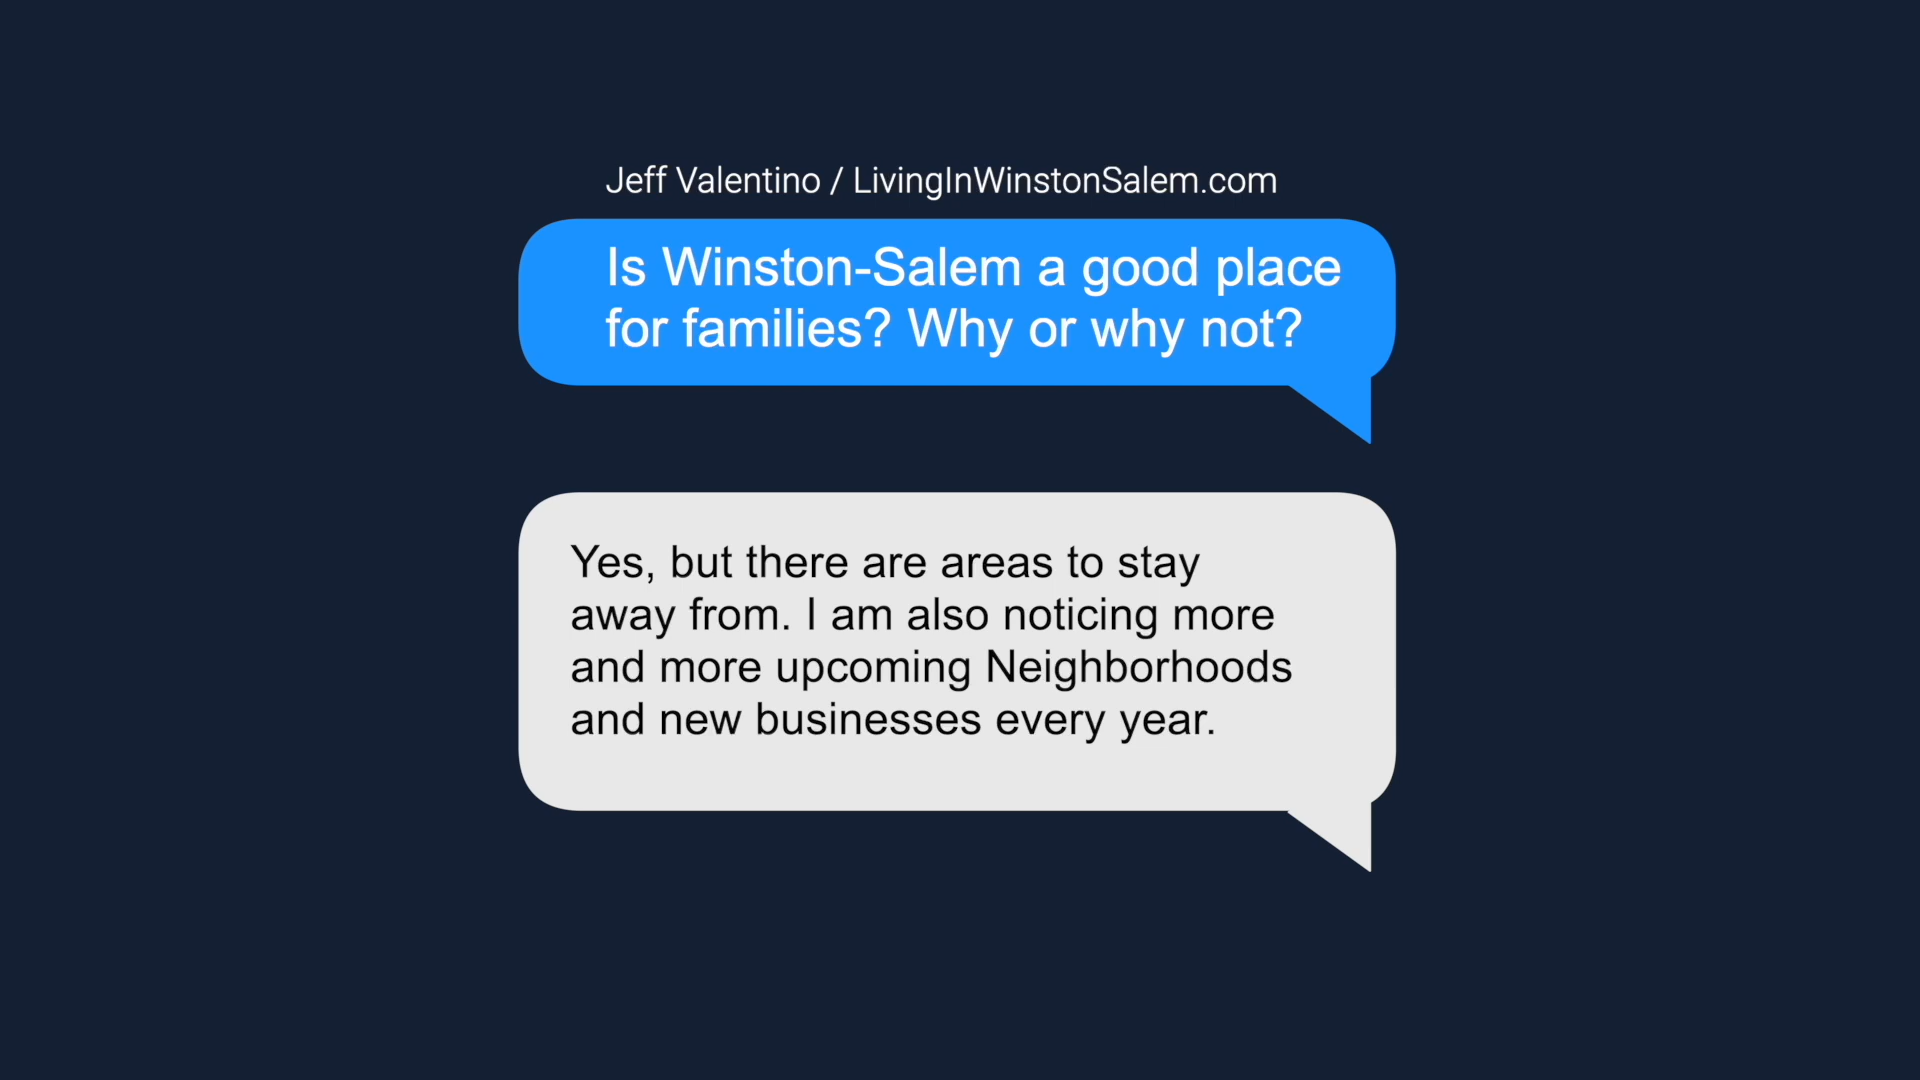 Jeff Valentino / LivingInWinstonSalem.com
Is Winston-Salem a good place
for families? Why or why not?
Yes, but there are areas to stay
away from. I am also noticing more
and more upcoming Neighborhoods
and new businesses every year.